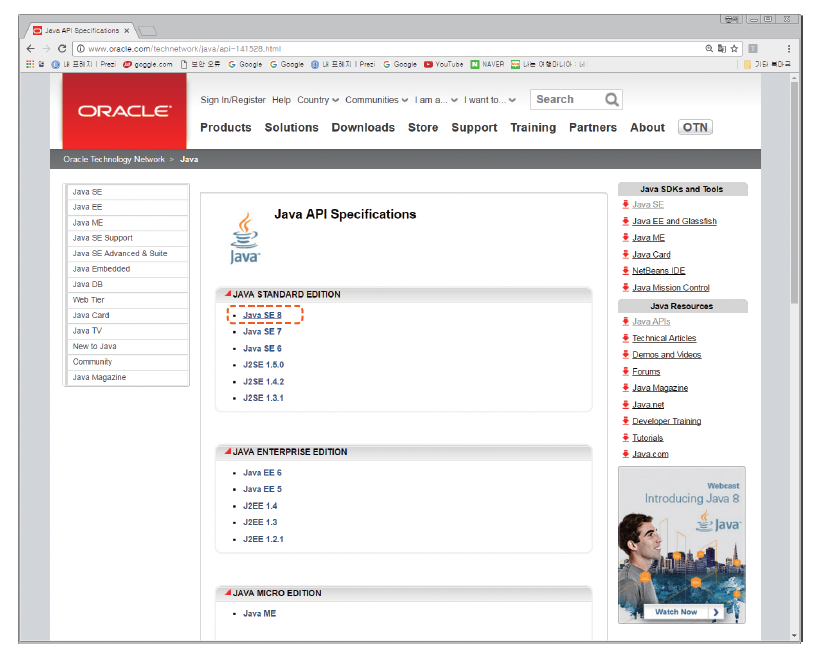 Java API Specifications
www.oracle.com/technetwork/java/api-141528.html
앱 내 프레지 | Prezi goggle.com 보안 오류 Google Google 내 프레지 | Prezi Google YouTube NAVER 나눔 기타 북마크
ORACLE
Sign In/Register Help Country Communities I am a... I want to... Search
Products Solutions Downloads Store Support Training Partners About OTN
Oracle Technology Network > Java
Java SE
Java EE
Java ME
Java SE Support
Java SE Advanced & Suite
Java Embedded
Java DB
Web Tier
Java Card
Java TV
New to Java
Community
Java Magazine
Java
Java API Specifications
JAVA STANDARD EDITION
Java SE 8
Java SE 7
Java SE 6
J2SE 1.5.0
J2SE 1.4.2
J2SE 1.3.1
JAVA ENTERPRISE EDITION
Java EE 6
Java EE 5
J2EE 1.4
J2EE 1.3
J2EE 1.2.1
JAVA MICRO EDITION
Java ME
Java SDKs and Tools
Java SE
Java EE and Glassfish
Java ME
Java Card
NetBeans IDE
Java Mission Control
Java Resources
Java APIs
Technical Articles
Demos and Videos
Forums
Java Magazine
Java.net
Developer Training
Tutorials
Java.com
Webcast
Introducing Java 8
Java
Watch Now